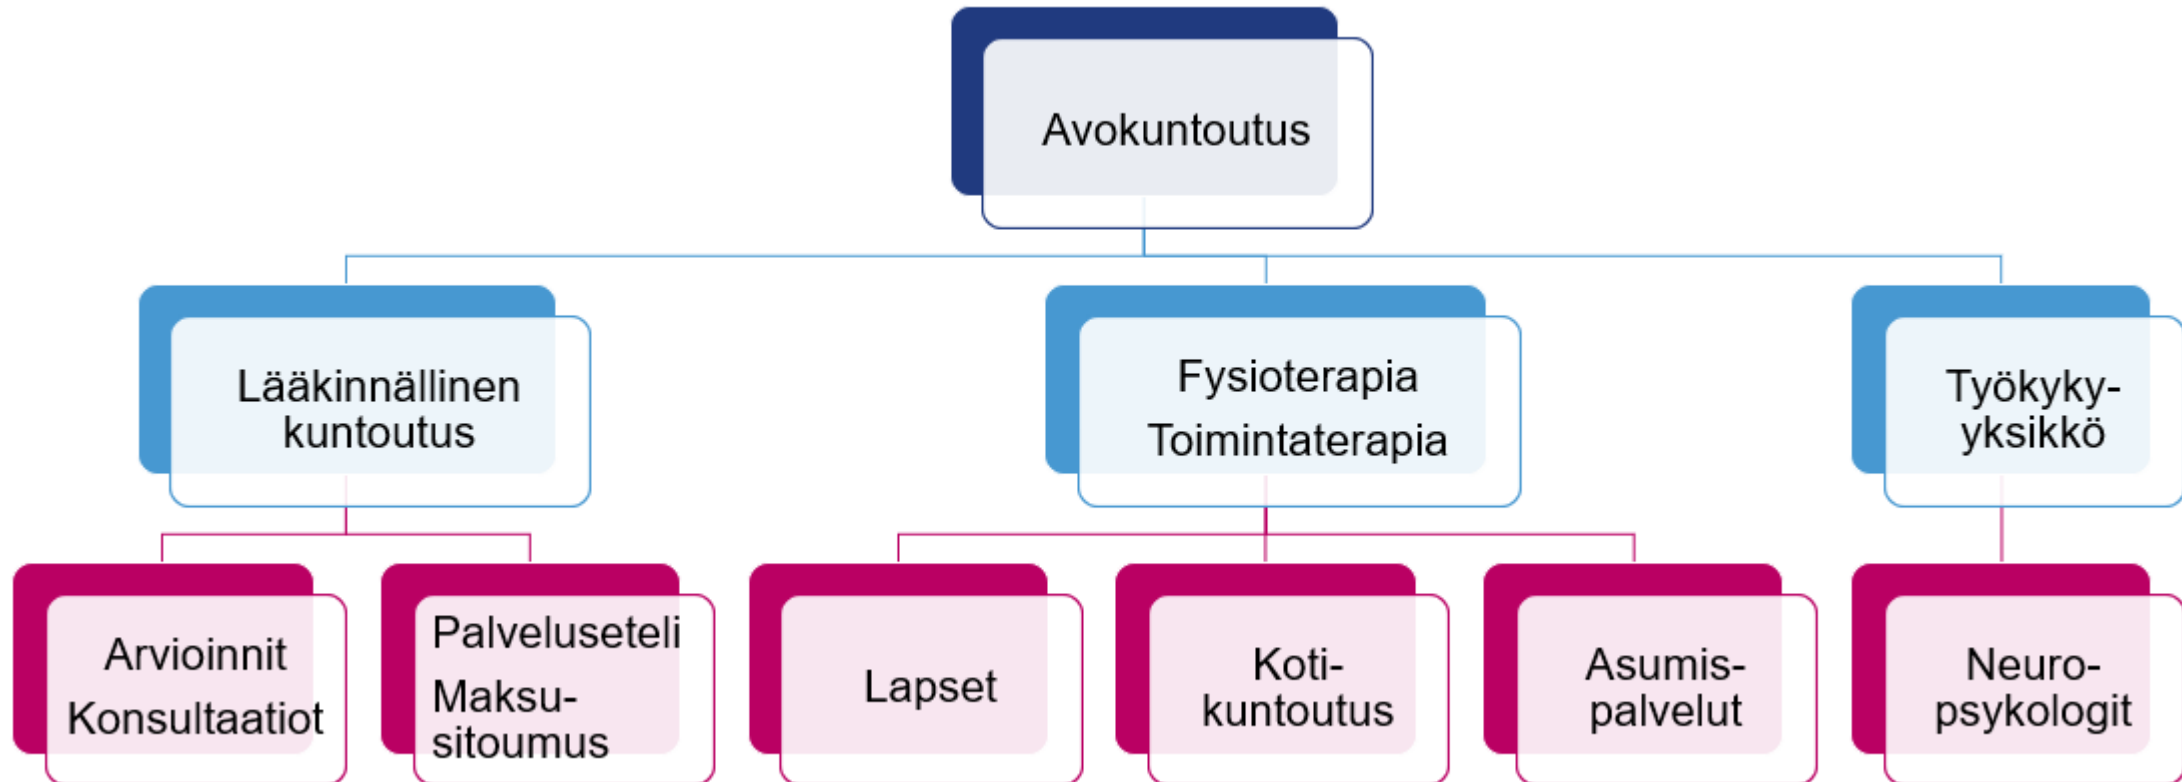 Avokuntoutus
Lääkinnällinen
kuntoutus
Fysioterapia
Toimintaterapia
Työkyky-
yksikkö
Arvioinnit
Konsultaatiot
Palveluseteli
Maksu-
sitoumus
Lapset
Koti-
kuntoutus
Asumis-
palvelut
Neuro-
psykologit